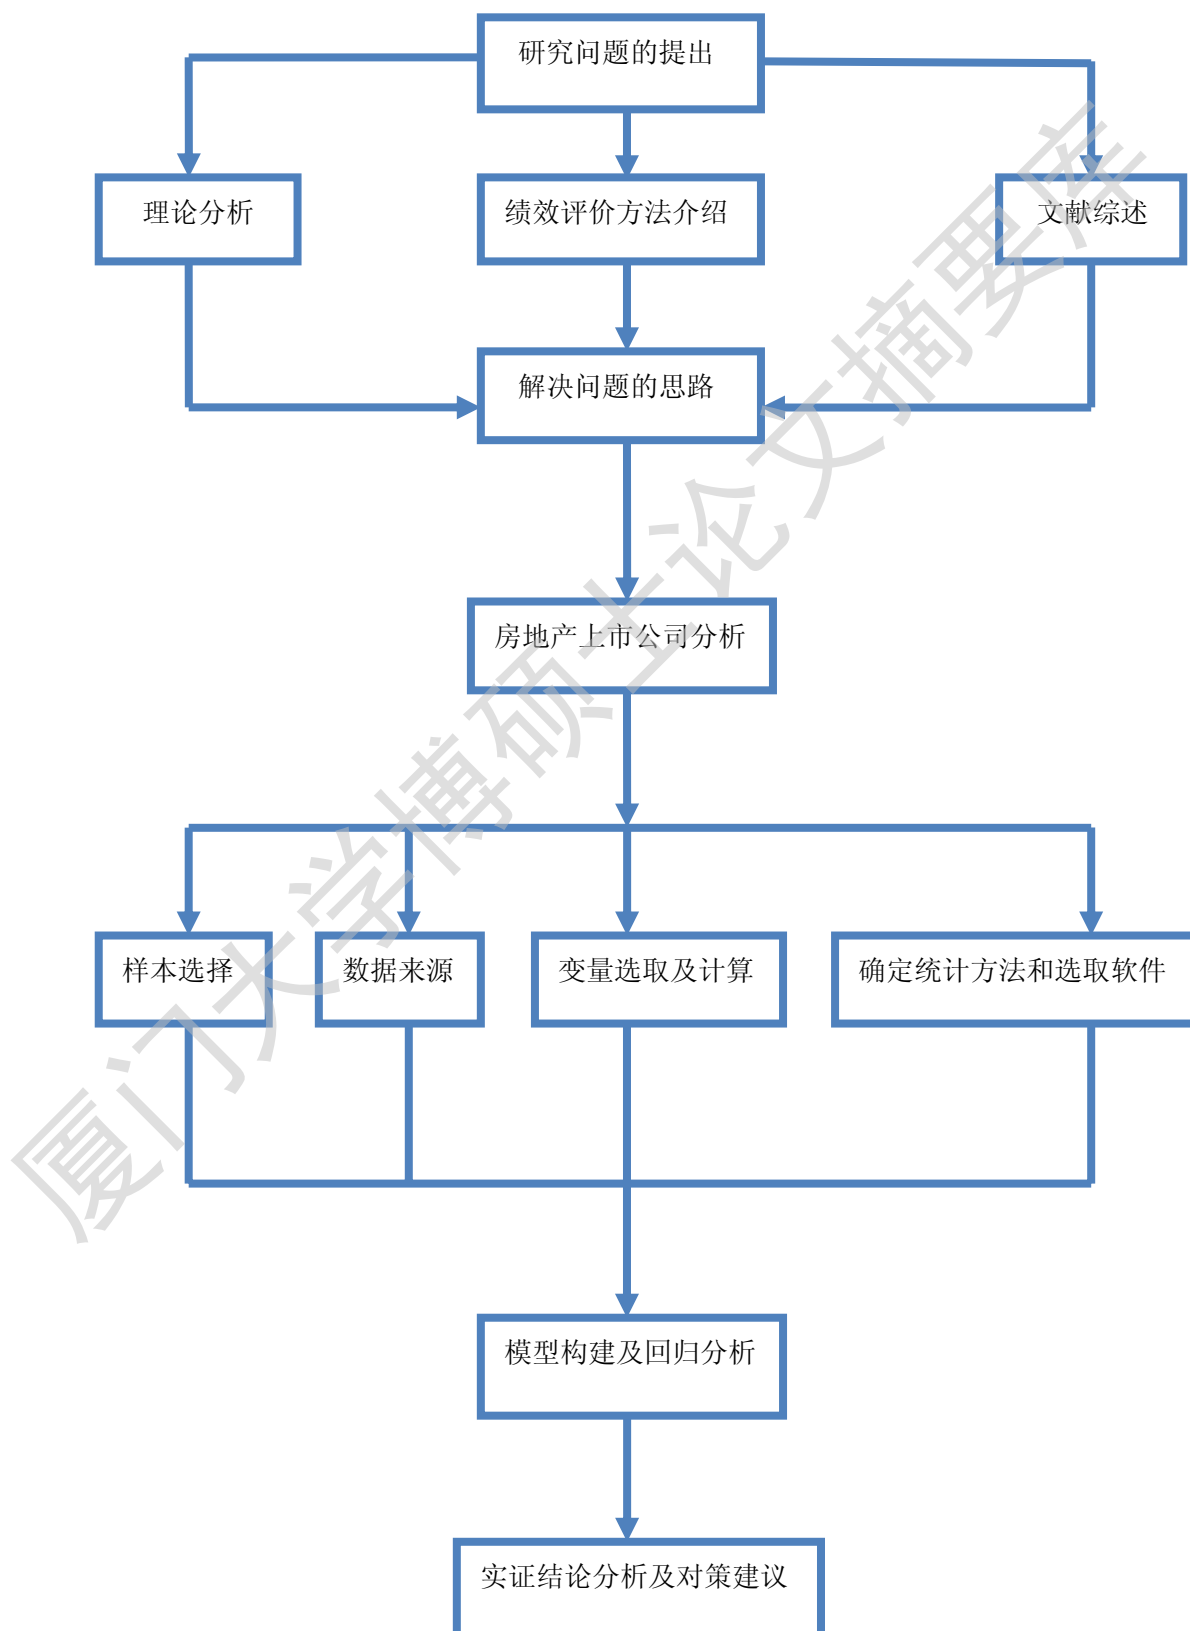 研究问题的提出
理论分析
绩效评价方法介绍
文献综述
解决问题的思路
房地产上市公司分析
样本选择
数据来源
变量选取及计算
确定统计方法和选取软件
模型构建及回归分析
实证结论分析及对策建议
厦门大学博硕士论文摘要库